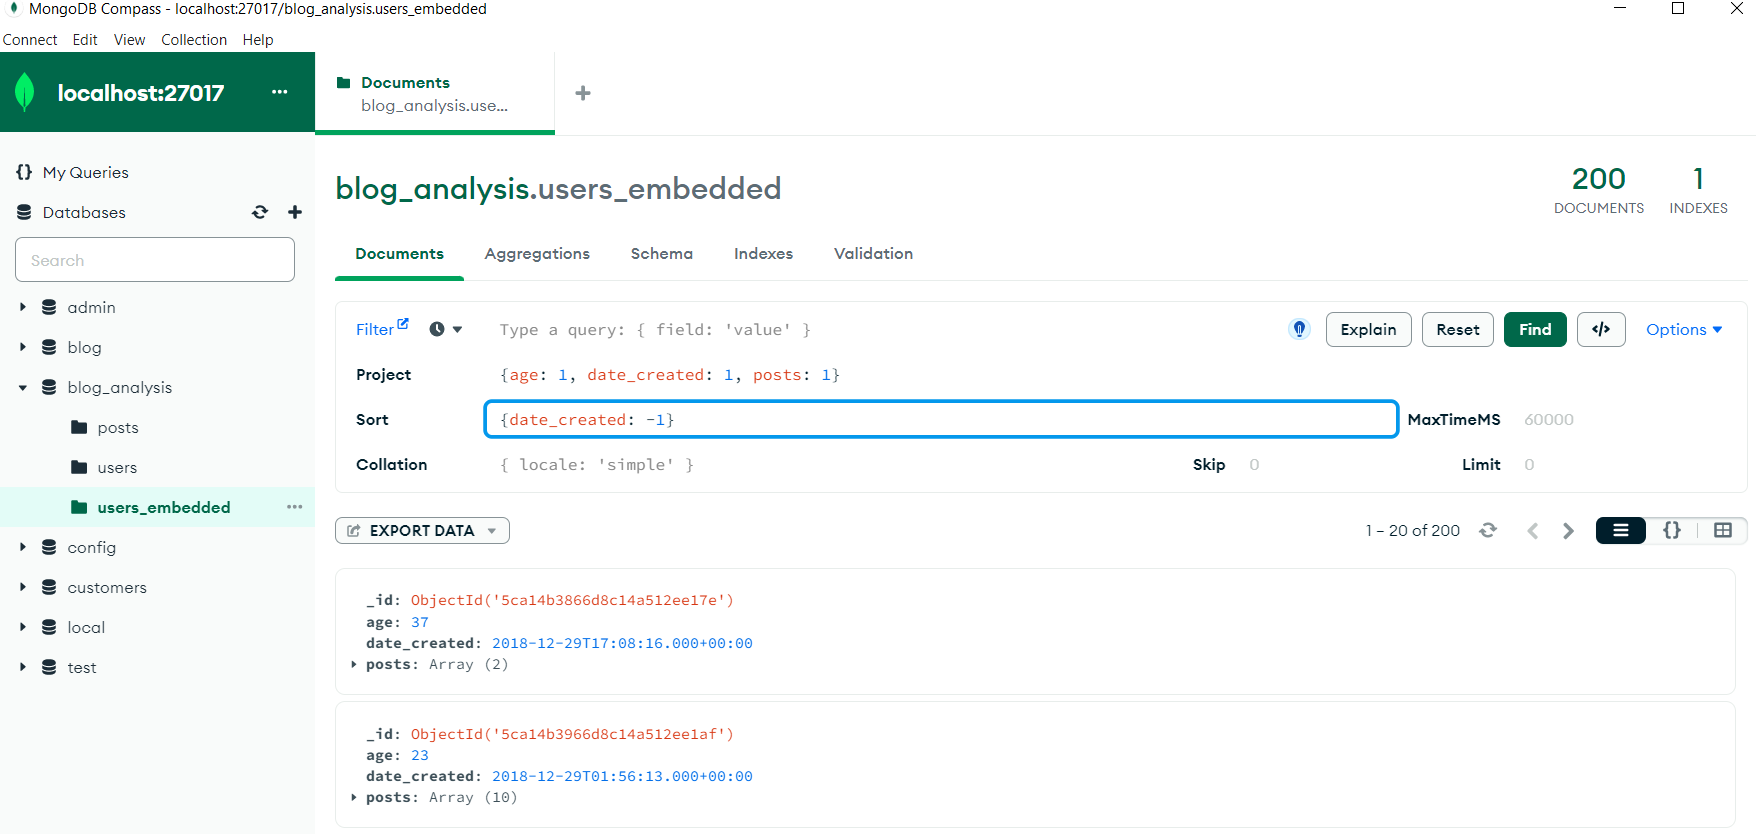 MongoDB Compass - localhost:27017/blog_analysis.users_embedded
Connect Edit View Collection Help
localhost:27017 ...
Documents
blog_analysis.use...
My Queries
Databases
Search
admin
blog
blog_analysis
posts
users
users_embedded ...
config
customers
local
test
blog_analysis.users_embedded
200
DOCUMENTS
1
INDEXES
Documents Aggregations Schema Indexes Validation
Filter Type a query: { field: 'value' } Explain Reset Find </> Options
Project {age: 1, date_created: 1, posts: 1}
Sort {date_created: -1} MaxTimeMS 60000
Collation { locale: 'simple' } Skip 0 Limit 0
EXPORT DATA 1 – 20 of 200 {}
_id: ObjectId('5ca14b3866d8c14a512ee17e')
age: 37
date_created: 2018-12-29T17:08:16.000+00:00
posts: Array (2)
_id: ObjectId('5ca14b3966d8c14a512ee1af')
age: 23
date_created: 2018-12-29T01:56:13.000+00:00
posts: Array (10)